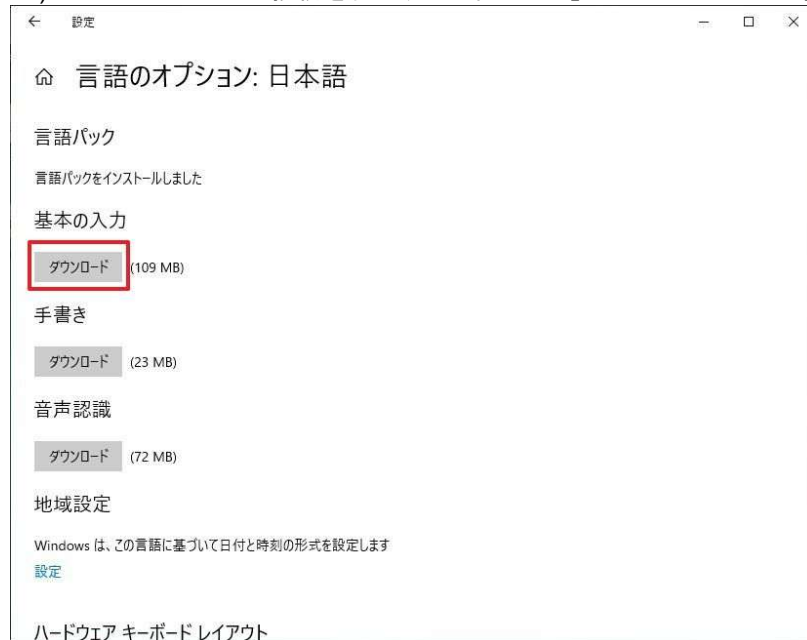 設定
言語のオプション: 日本語
言語パック
言語パックをインストールしました
基本の入力
ダウンロード (109 MB)
手書き
ダウンロード (23 MB)
音声認識
ダウンロード (72 MB)
地域設定
Windows は、この言語に基づいて日付と時刻の形式を設定します
設定
ハードウェア キーボード レイアウト